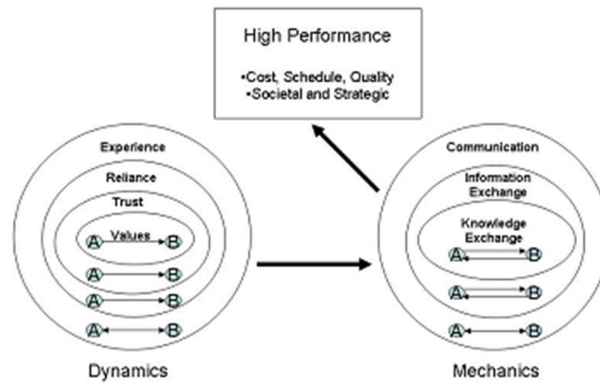 High Performance
•Cost, Schedule, Quality
•Societal and Strategic
Experience
Reliance
Trust
Values
A B
A B
A B
A B
Dynamics
Communication
Information
Exchange
Knowledge
Exchange
A B
A B
A B
Mechanics